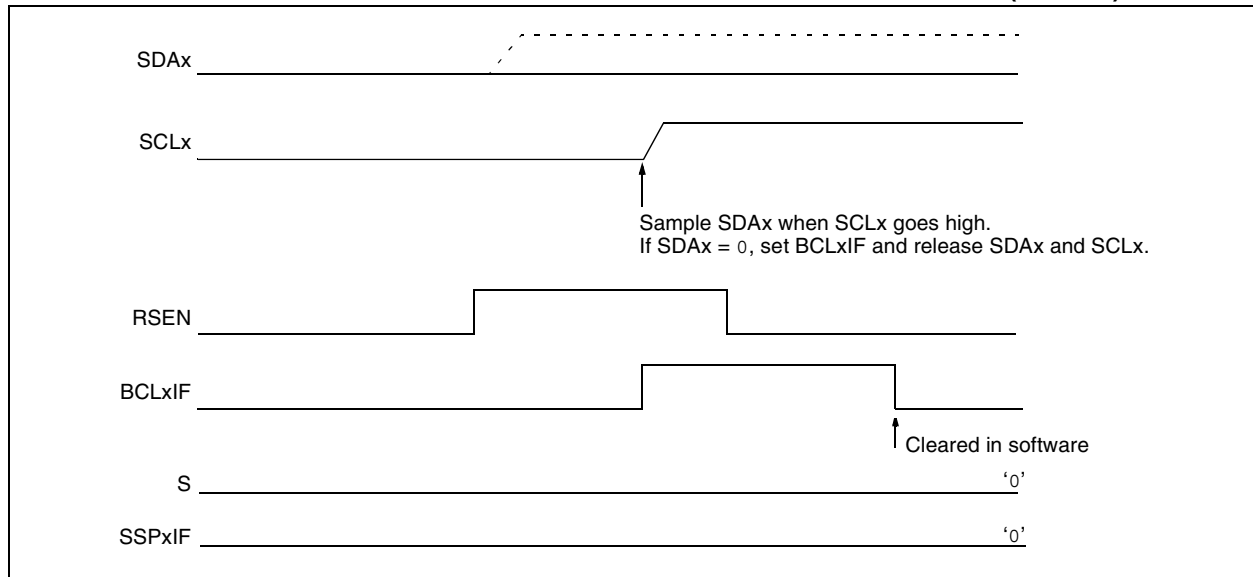 SDAx
SCLx
Sample SDAx when SCLx goes high.
If SDAx = 0, set BCLxIF and release SDAx and SCLx.
RSEN
BCLxIF
Cleared in software
S
‘0’
SSPxIF
‘0’